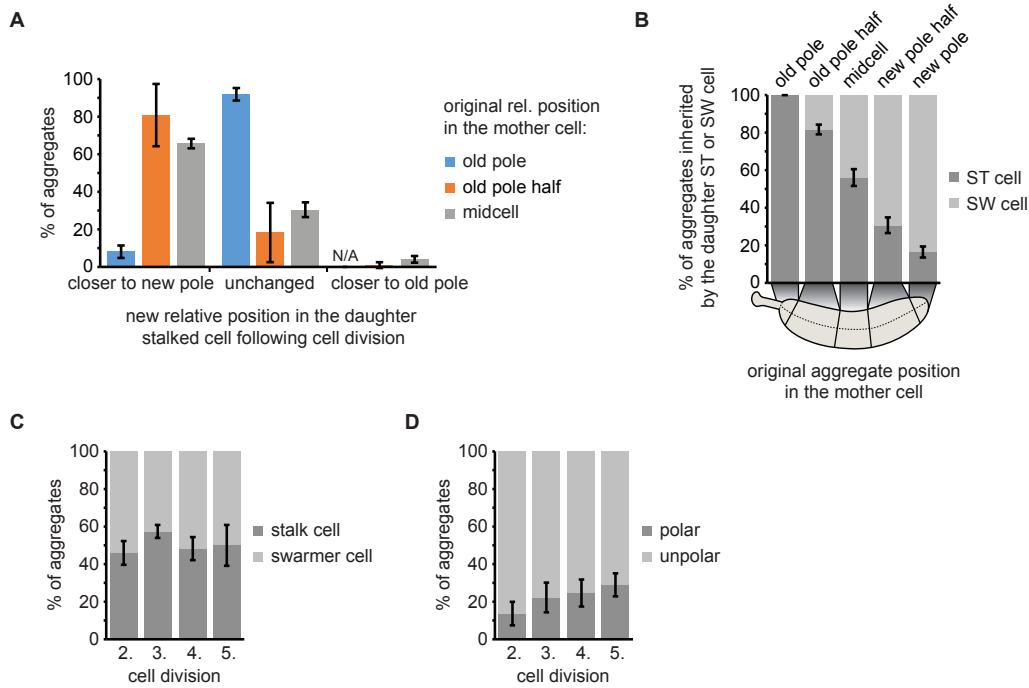 A
% of aggregates
100
80
60
40
20
0
N/A
closer to new pole
unchanged
closer to old pole
new relative position in the daughter
stalked cell following cell division
original rel. position
in the mother cell:
old pole
old pole half
midcell
B
old pole
old pole half
midcell
new pole half
new pole
% of aggregates inherited
by the daughter ST or SW cell
100
80
60
40
20
0
ST cell
SW cell
original aggregate position
in the mother cell
C
% of aggregates
100
80
60
40
20
0
2. 3. 4. 5.
cell division
stalk cell
swarmer cell
D
% of aggregates
100
80
60
40
20
0
2. 3. 4. 5.
cell division
polar
unpolar